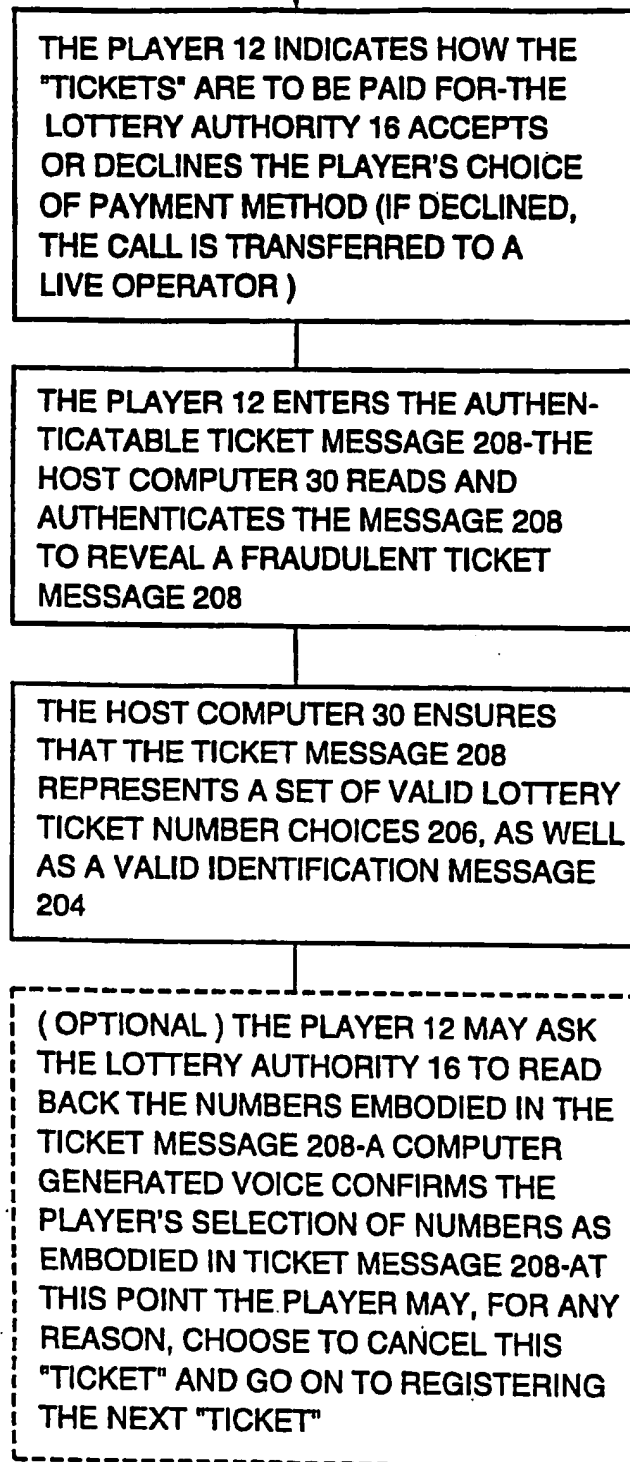 THE PLAYER 12 INDICATES HOW THE
"TICKETS" ARE TO BE PAID FOR-THE
LOTTERY AUTHORITY 16 ACCEPTS
OR DECLINES THE PLAYER'S CHOICE
OF PAYMENT METHOD (IF DECLINED,
THE CALL IS TRANSFERRED TO A
LIVE OPERATOR )
THE PLAYER 12 ENTERS THE AUTHEN-
TICATABLE TICKET MESSAGE 208-THE
HOST COMPUTER 30 READS AND
AUTHENTICATES THE MESSAGE 208
TO REVEAL A FRAUDULENT TICKET
MESSAGE 208
THE HOST COMPUTER 30 ENSURES
THAT THE TICKET MESSAGE 208
REPRESENTS A SET OF VALID LOTTERY
TICKET NUMBER CHOICES 206, AS WELL
AS A VALID IDENTIFICATION MESSAGE
204
( OPTIONAL ) THE PLAYER 12 MAY ASK
THE LOTTERY AUTHORITY 16 TO READ
BACK THE NUMBERS EMBODIED IN THE
TICKET MESSAGE 208-A COMPUTER
GENERATED VOICE CONFIRMS THE
PLAYER'S SELECTION OF NUMBERS AS
EMBODIED IN TICKET MESSAGE 208-AT
THIS POINT THE PLAYER MAY, FOR ANY
REASON, CHOOSE TO CANCEL THIS
"TICKET" AND GO ON TO REGISTERING
THE NEXT "TICKET"